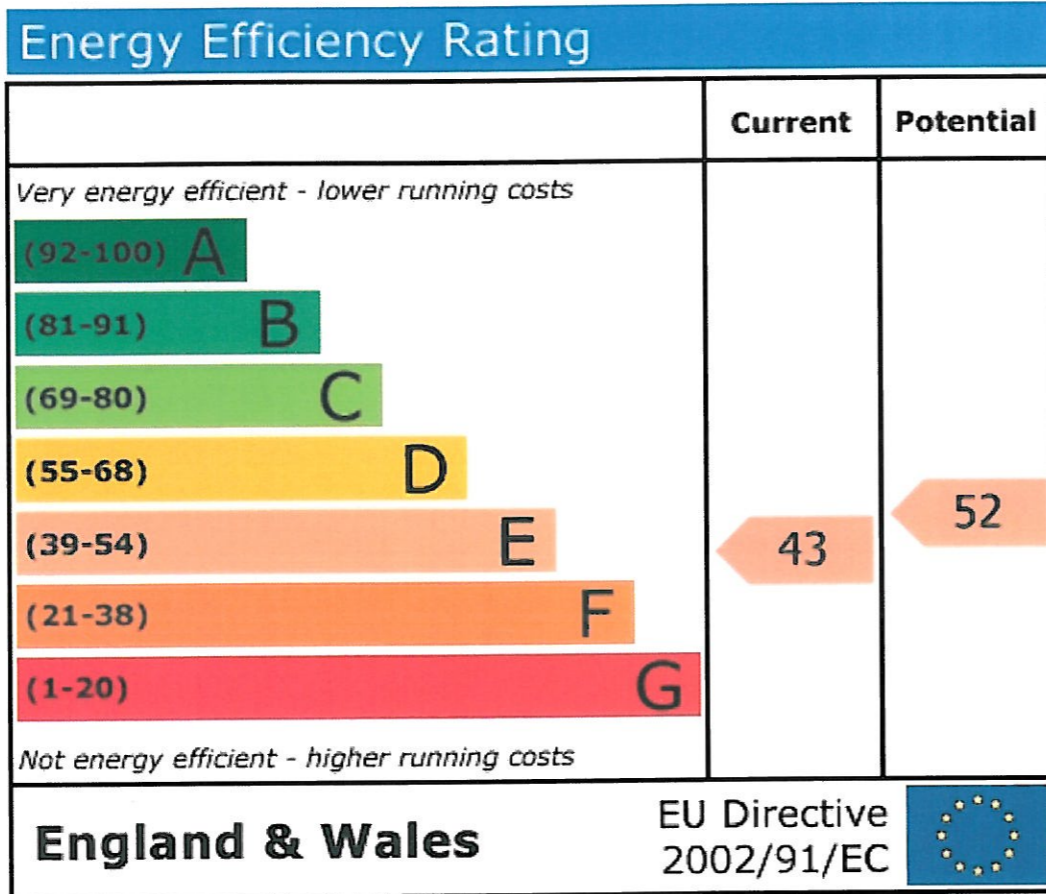 Energy Efficiency Rating
Current Potential
Very energy efficient - lower running costs
(92-100) A
(81-91) B
(69-80) C
(55-68) D
(39-54) E
43
52
(21-38) F
(1-20) G
Not energy efficient - higher running costs
England & Wales
EU Directive
2002/91/EC